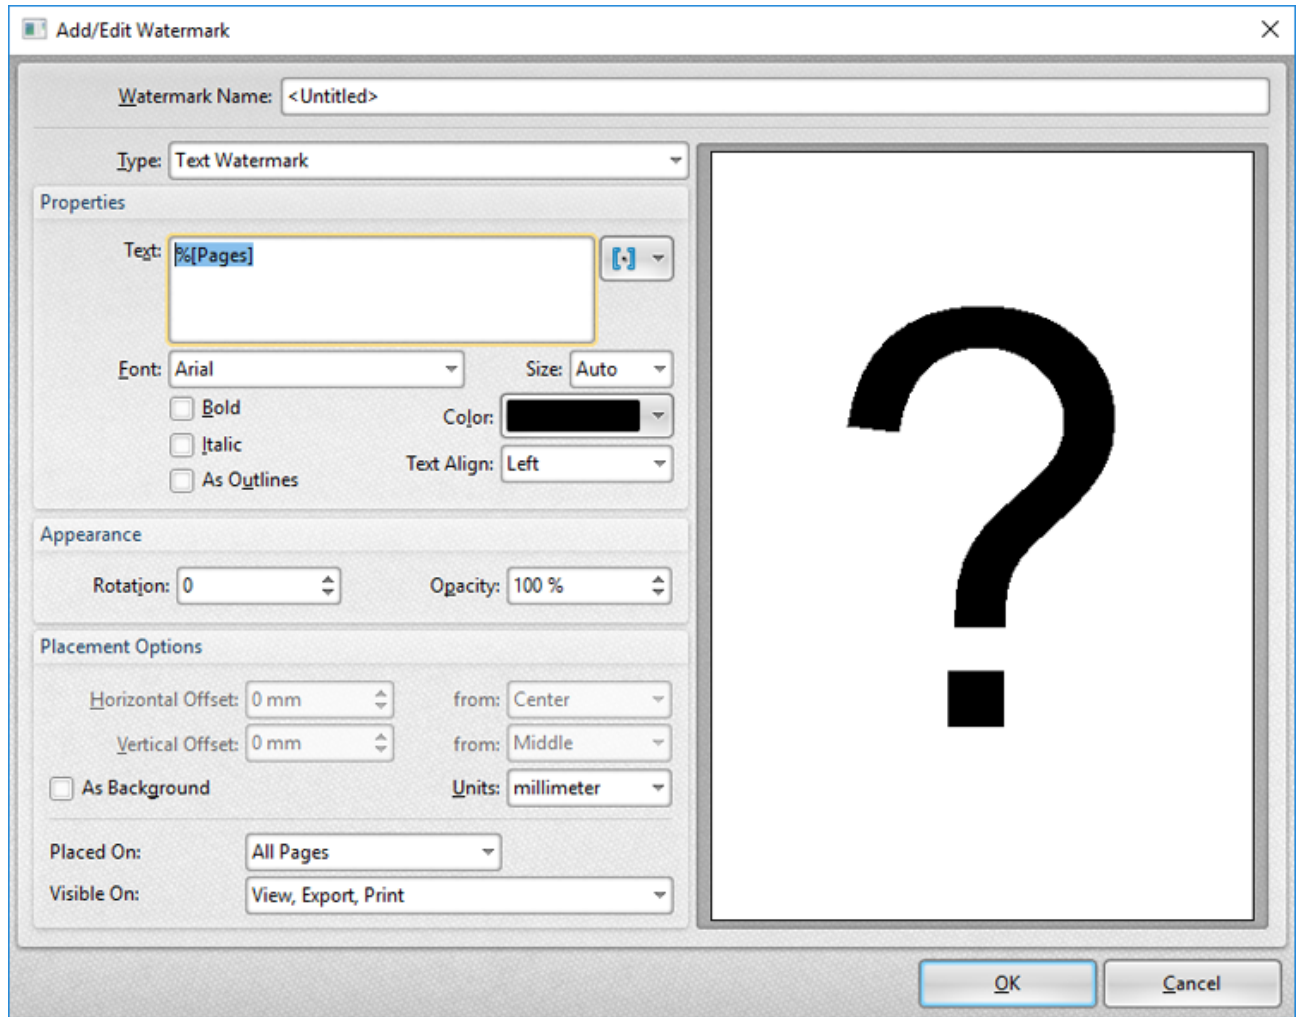 Add/Edit Watermark
Watermark Name: <Untitled>
Type: Text Watermark
Properties
Text: %[Pages]
Font: Arial Size: Auto
Bold
Color:
Italic
Text Align: Left
As Outlines
Appearance
Rotation: 0 Opacity: 100 %
Placement Options
Horizontal Offset: 0 mm from: Center
Vertical Offset: 0 mm from: Middle
As Background Units: millimeter
Placed On: All Pages
Visible On: View, Export, Print
?
OK Cancel